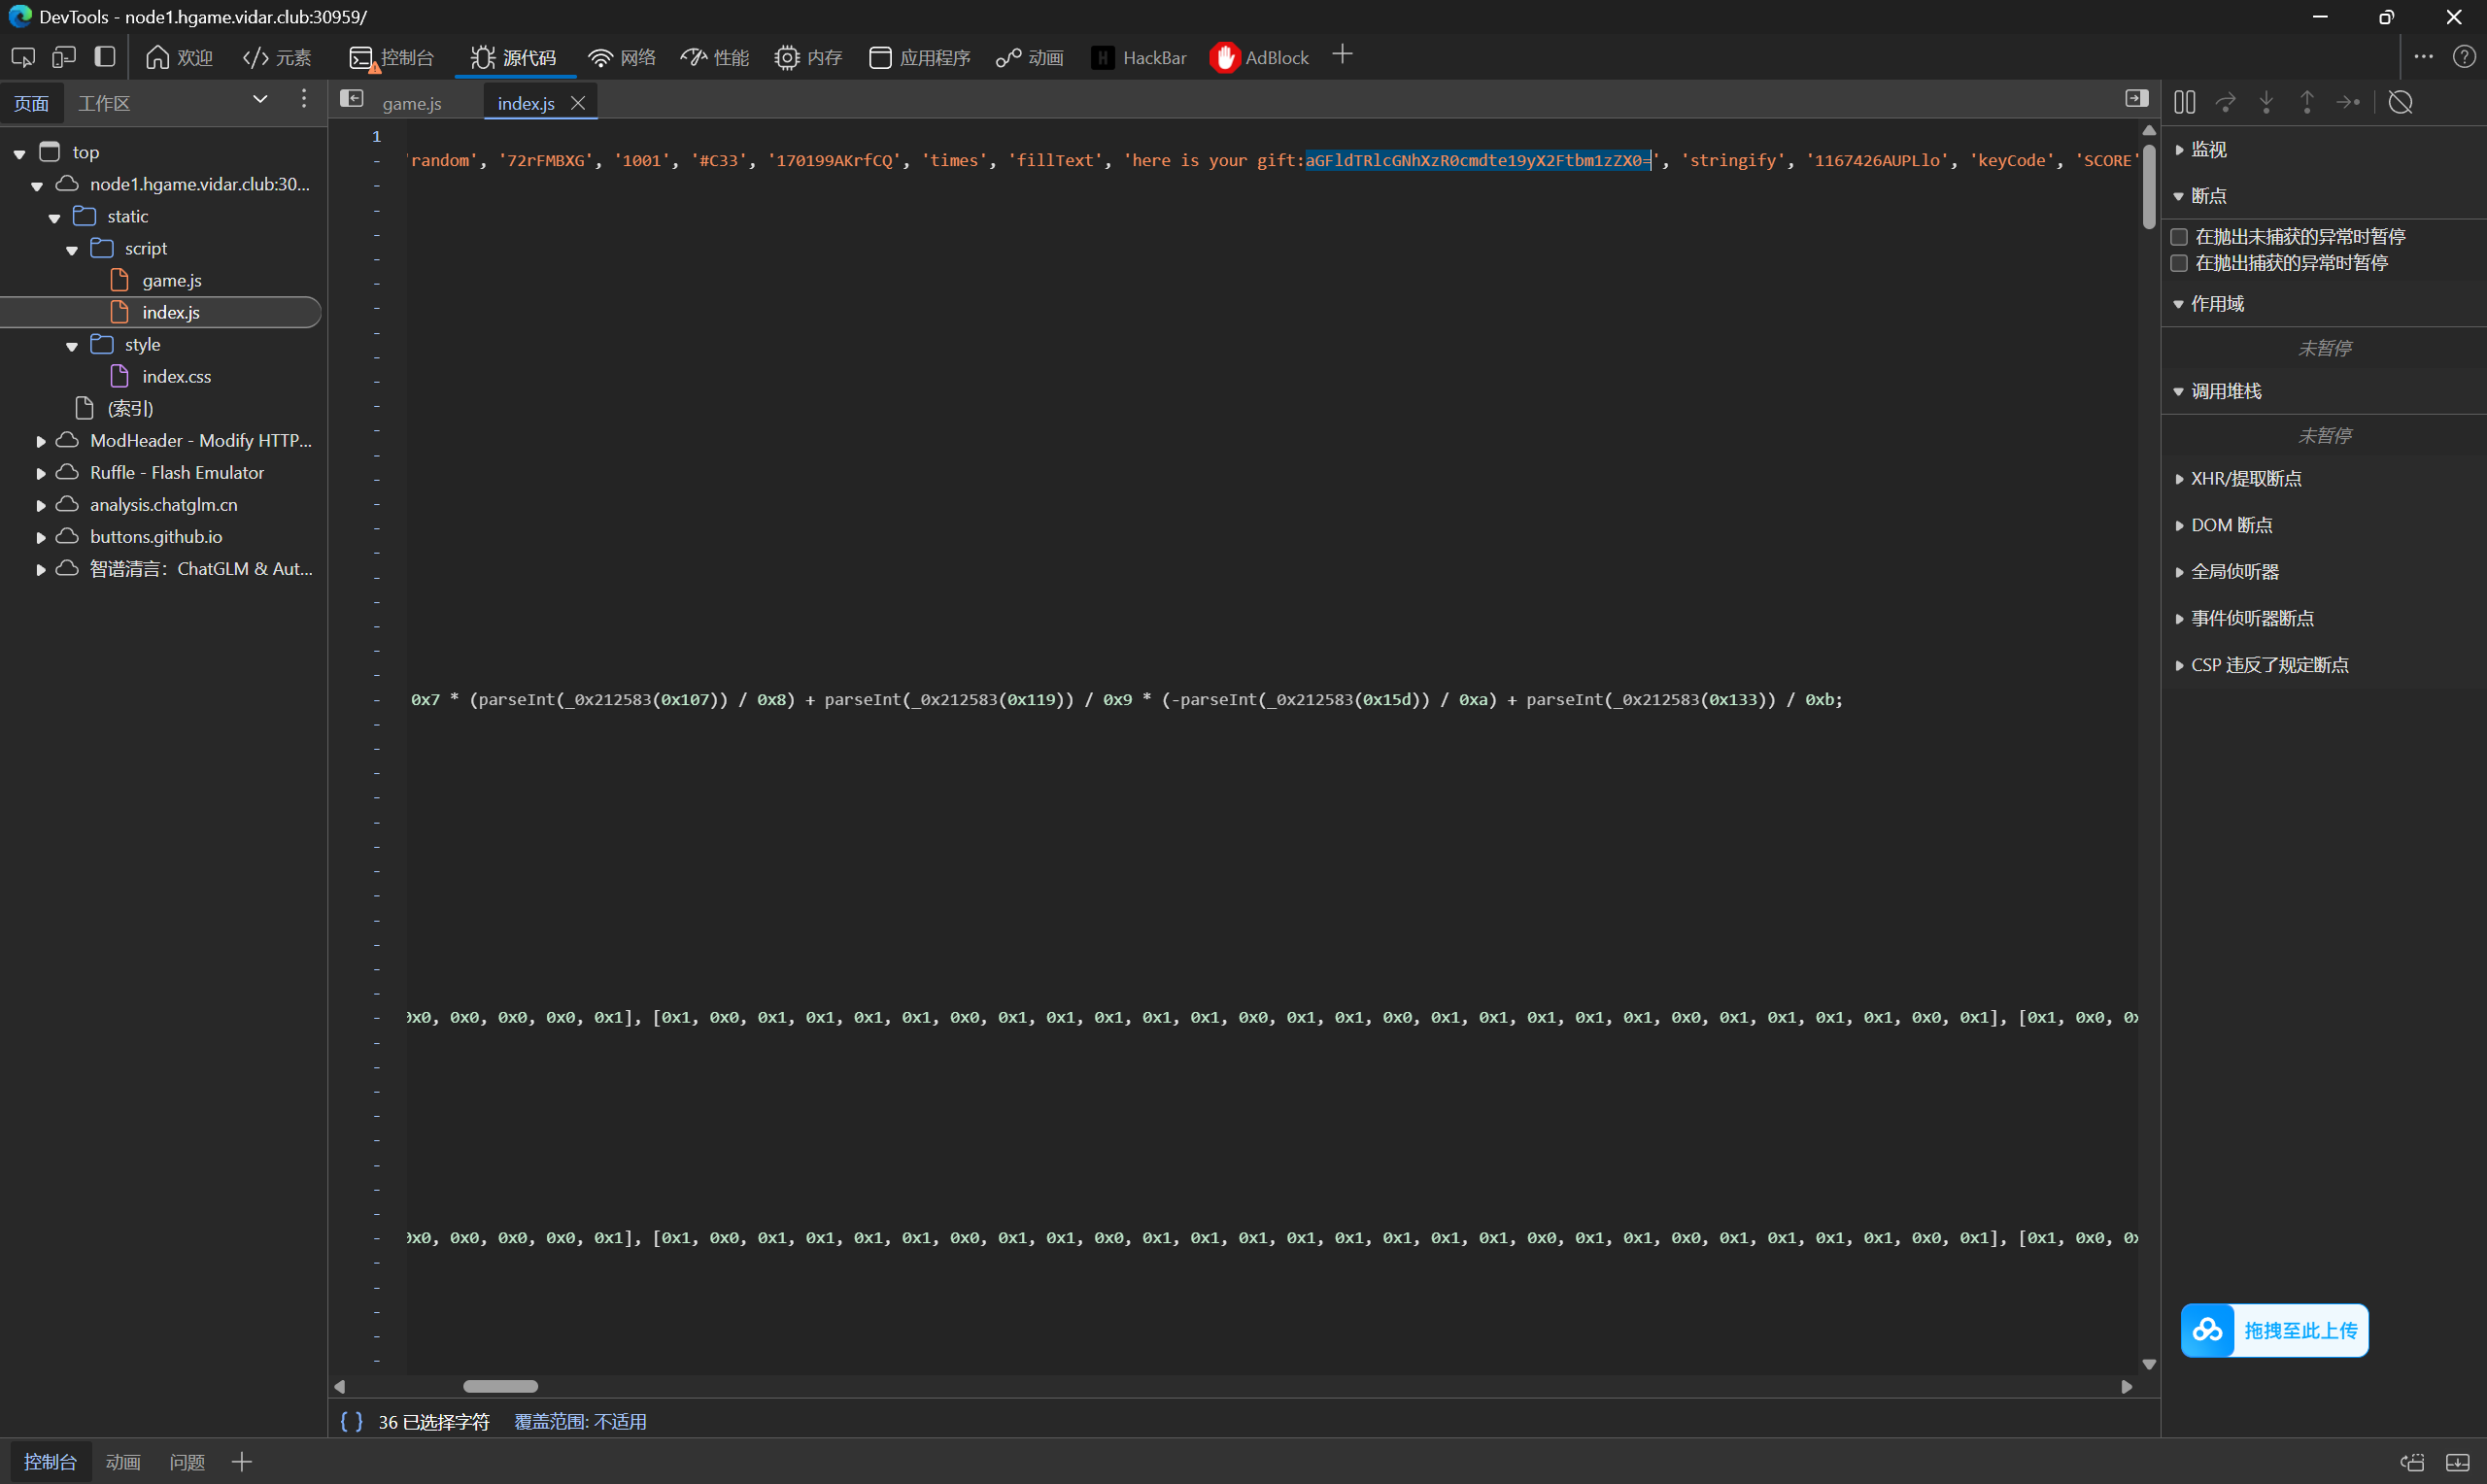 DevTools - node1.hgame.vidar.club:30959/
欢迎 </> 元素 控制台 源代码 网络 性能 内存 应用程序 动画 HackBar AdBlock
页面 工作区 game.js index.js
top
node1.hgame.vidar.club:30...
static
script
game.js
index.js
style
index.css
(索引)
ModHeader - Modify HTTP...
Ruffle - Flash Emulator
analysis.chatglm.cn
buttons.github.io
智谱清言：ChatGLM & Aut...
1
'random', '72rFMBXG', '1001', '#C33', '170199AKrfCQ', 'times', 'fillText', 'here is your gift:aGFldTRlcGNhXzR0cmdte19yX2Ftbm1zZX0=', 'stringify', '1167426AUPLlo', 'keyCode', 'SCORE'
0x7 * (parseInt(_0x212583(0x107)) / 0x8) + parseInt(_0x212583(0x119)) / 0x9 * (-parseInt(_0x212583(0x15d)) / 0xa) + parseInt(_0x212583(0x133)) / 0xb;
0x0, 0x0, 0x0, 0x0, 0x1], [0x1, 0x0, 0x1, 0x1, 0x1, 0x1, 0x0, 0x1, 0x1, 0x1, 0x1, 0x1, 0x0, 0x1, 0x1, 0x0, 0x1, 0x1, 0x1, 0x1, 0x1, 0x0, 0x1, 0x1, 0x1, 0x1, 0x0, 0x1], [0x1, 0x0, 0x
0x0, 0x0, 0x0, 0x0, 0x1], [0x1, 0x0, 0x1, 0x1, 0x1, 0x1, 0x0, 0x1, 0x1, 0x0, 0x1, 0x1, 0x1, 0x1, 0x1, 0x1, 0x1, 0x1, 0x0, 0x1, 0x1, 0x0, 0x1, 0x1, 0x1, 0x1, 0x0, 0x1], [0x1, 0x0, 0x
{ } 36 已选择字符 覆盖范围: 不适用
监视
断点
在抛出未捕获的异常时暂停
在抛出捕获的异常时暂停
作用域
未暂停
调用堆栈
未暂停
XHR/提取断点
DOM 断点
全局侦听器
事件侦听器断点
CSP 违反了规定断点
拖拽至此上传
控制台 动画 问题